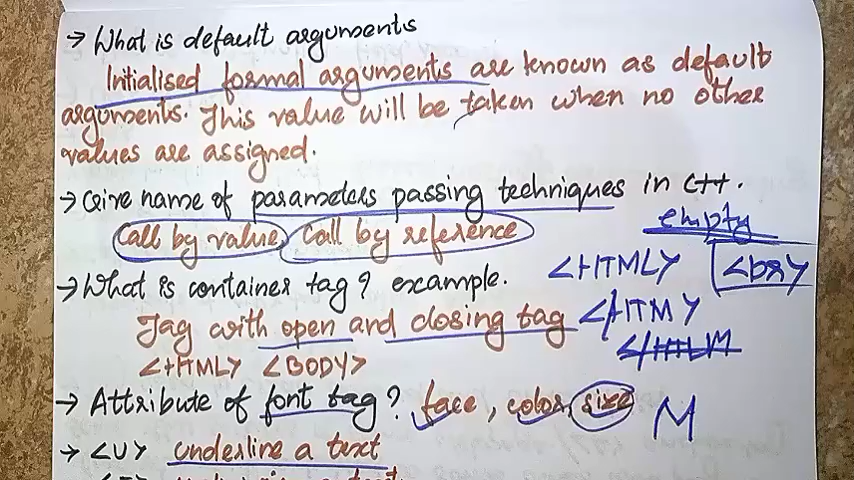 → What is default arguments
Intialised formal arguments are known as default
arguments. This value will be taken when no other
values are assigned.
→ Give name of parameters passing techniques in C++.
Call by value, Call by reference
empty
<HTML> <br>
→ What is container tag? example.
Tag with open and closing tag </HTM>
<HTML> <BODY>
→ Attribute of font tag? face, color, size M
→ <U> underline a text